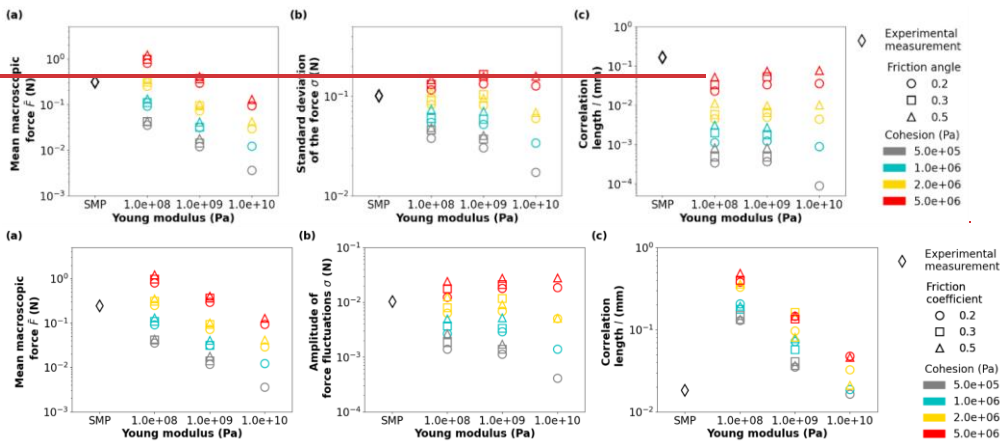 (a)
Mean macroscopic
force F̄ (N)
10⁰
10⁻¹
10⁻²
10⁻³
SMP 1.0e+08 1.0e+09 1.0e+10
Young modulus (Pa)
(b)
Standard deviation
of the force σ (N)
10⁻¹
10⁻²
SMP 1.0e+08 1.0e+09 1.0e+10
Young modulus (Pa)
(c)
Correlation
length l (mm)
10⁰
10⁻¹
10⁻²
10⁻³
10⁻⁴
SMP 1.0e+08 1.0e+09 1.0e+10
Young modulus (Pa)
Experimental
measurement
Friction angle
0.2
0.3
0.5
Cohesion (Pa)
5.0e+05
1.0e+06
2.0e+06
5.0e+06
(a)
Mean macroscopic
force F̄ (N)
10⁰
10⁻¹
10⁻²
10⁻³
SMP 1.0e+08 1.0e+09 1.0e+10
Young modulus (Pa)
(b)
Amplitude of
force fluctuations σ (N)
10⁻¹
10⁻²
10⁻³
10⁻⁴
SMP 1.0e+08 1.0e+09 1.0e+10
Young modulus (Pa)
(c)
Correlation
length l (mm)
10⁰
10⁻¹
10⁻²
SMP 1.0e+08 1.0e+09 1.0e+10
Young modulus (Pa)
Experimental
measurement
Friction
coefficient
0.2
0.3
0.5
Cohesion (Pa)
5.0e+05
1.0e+06
2.0e+06
5.0e+06